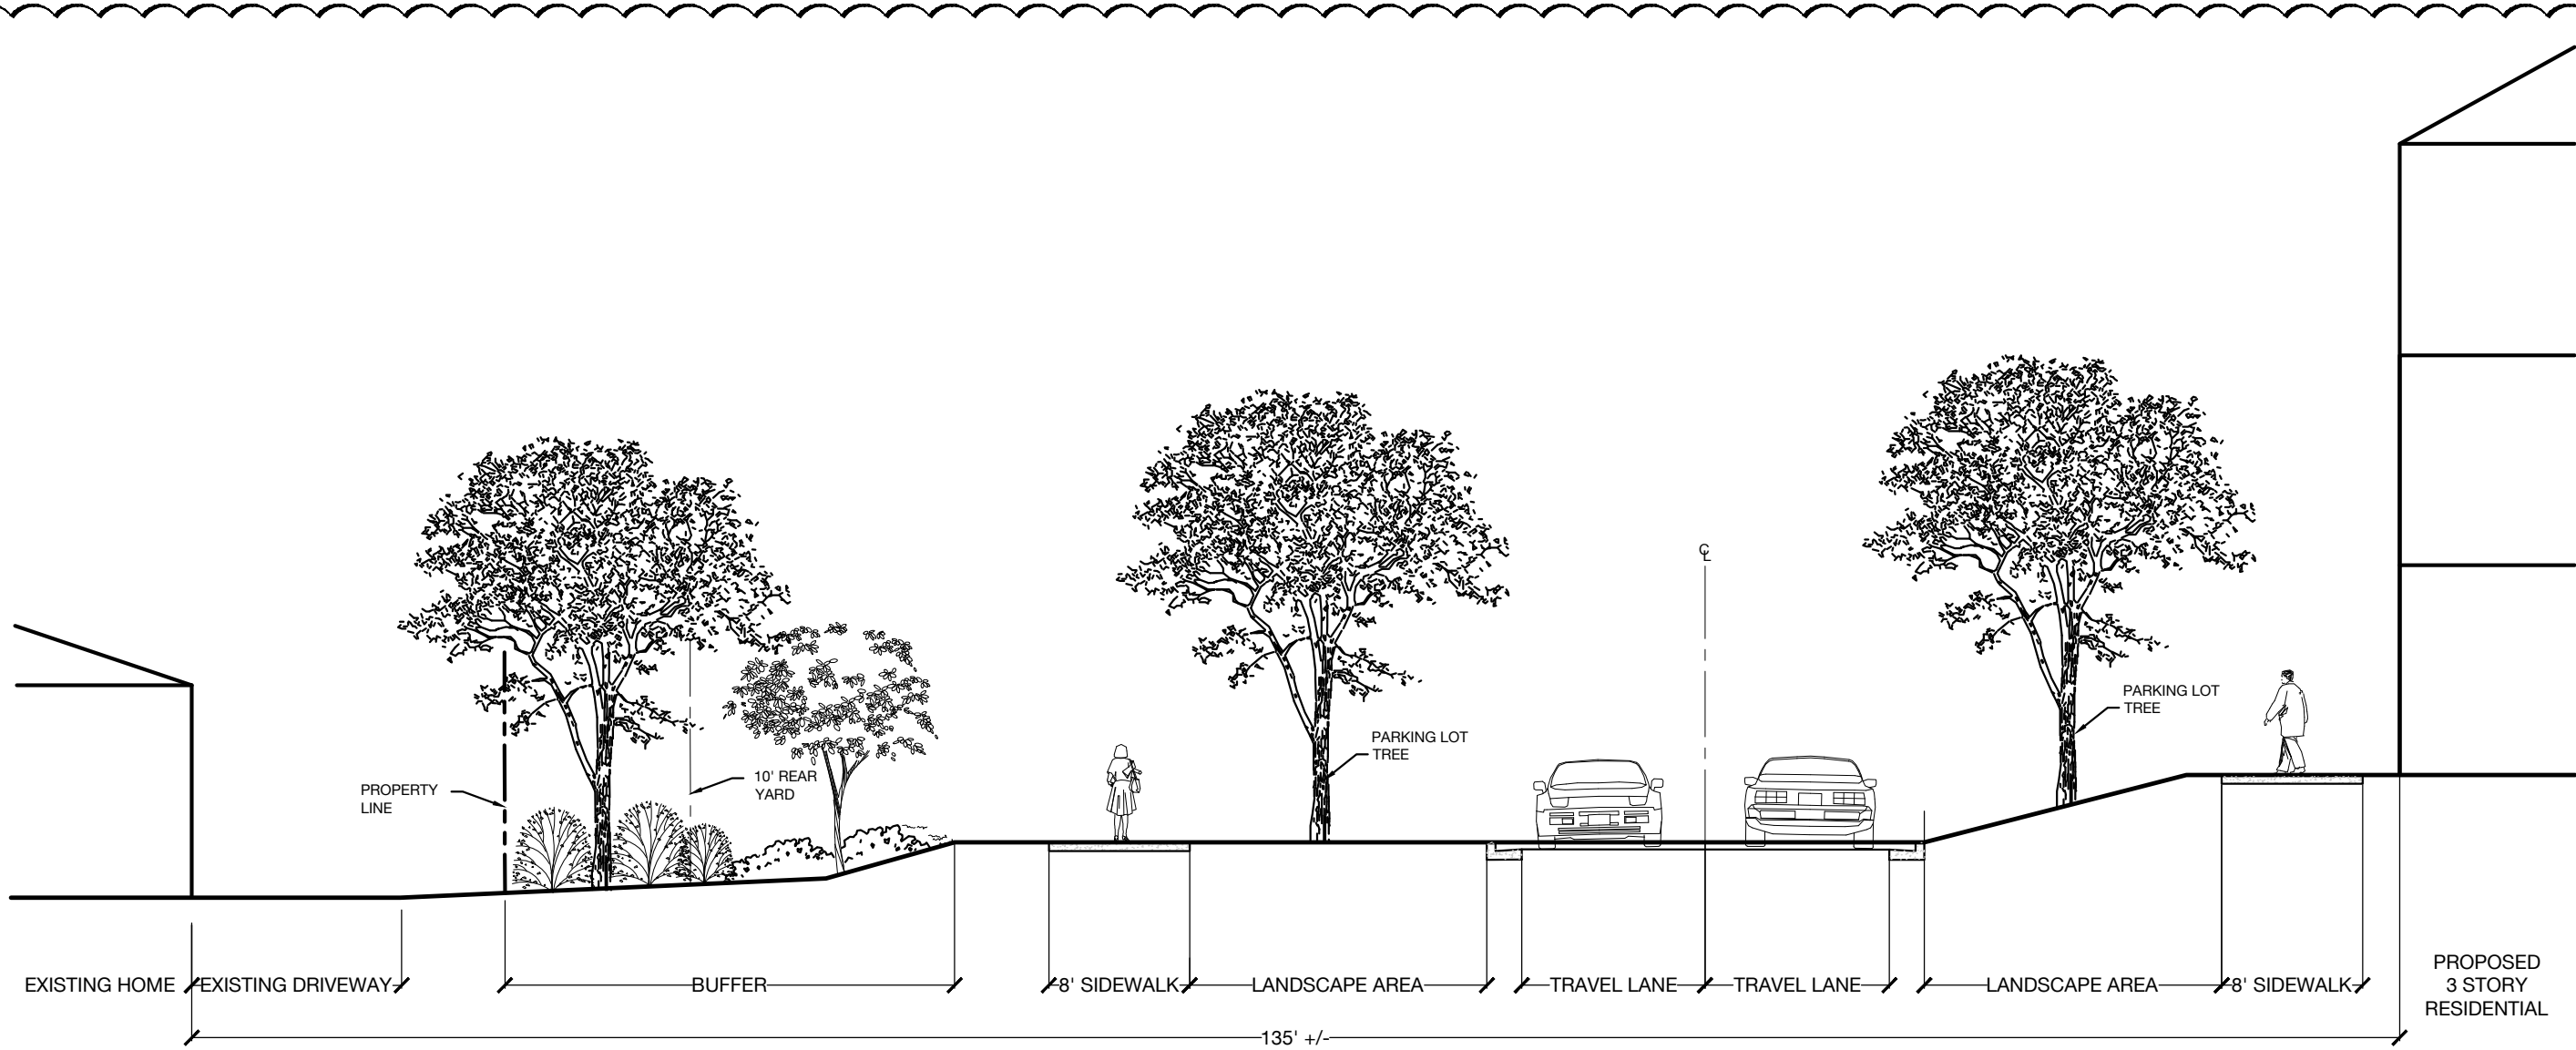 ℄
PARKING LOT
TREE
PARKING LOT
TREE
10' REAR
YARD
PROPERTY
LINE
EXISTING HOME
EXISTING DRIVEWAY
BUFFER
8' SIDEWALK
LANDSCAPE AREA
TRAVEL LANE
TRAVEL LANE
LANDSCAPE AREA
8' SIDEWALK
PROPOSED
3 STORY
RESIDENTIAL
135' +/-